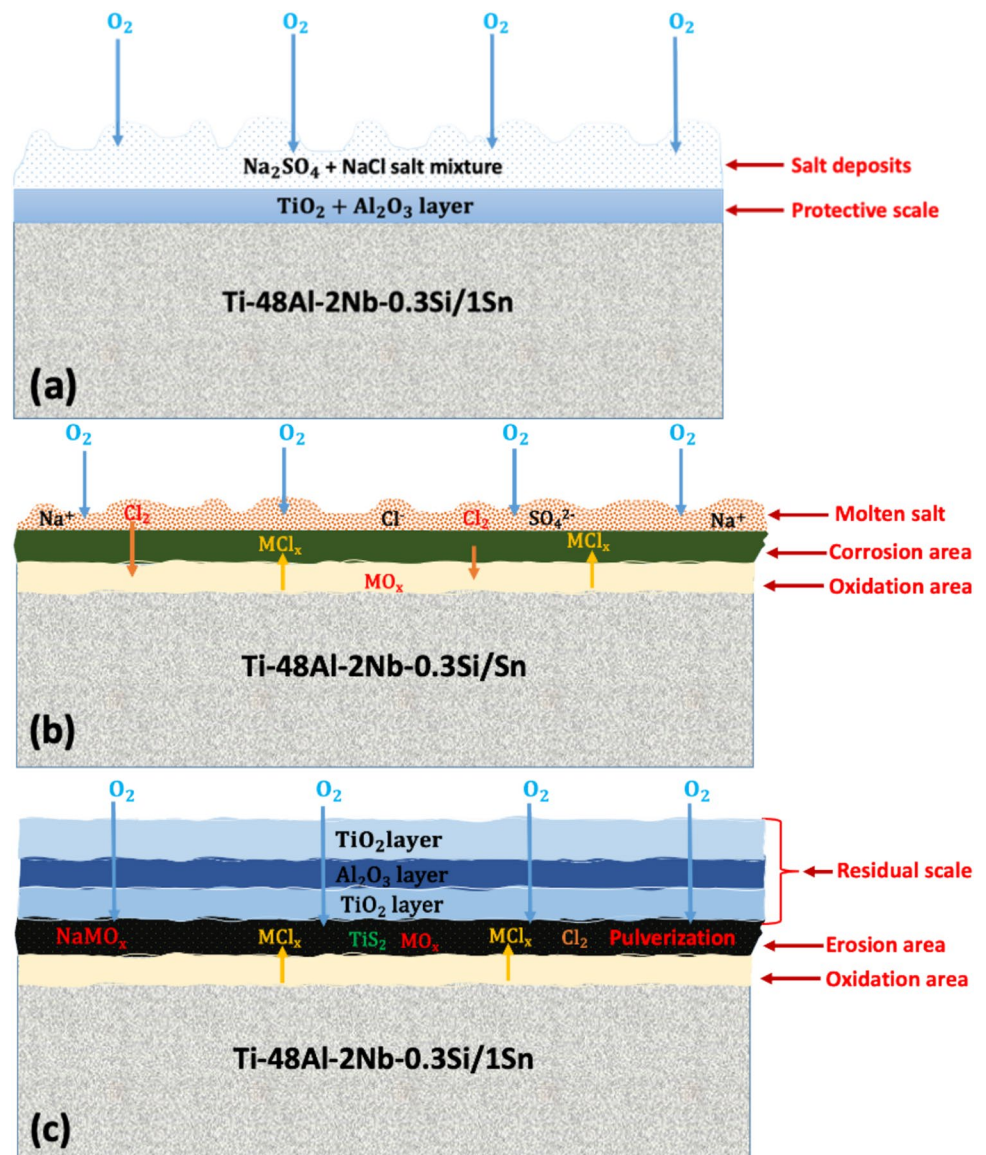 O₂ O₂ O₂ O₂
Na₂SO₄ + NaCl salt mixture
Salt deposits
TiO₂ + Al₂O₃ layer
Protective scale
Ti-48Al-2Nb-0.3Si/1Sn
(a)
O₂ O₂ O₂ O₂
Na⁺ Cl₂ Cl Cl₂ SO₄²⁻ Na⁺
Molten salt
MClₓ MClₓ
Corrosion area
MOₓ
Oxidation area
Ti-48Al-2Nb-0.3Si/Sn
(b)
O₂ O₂ O₂ O₂
TiO₂layer
Al₂O₃ layer
Residual scale
TiO₂ layer
NaMOₓ MClₓ TiS₂ MOₓ MClₓ Cl₂ Pulverization
Erosion area
Oxidation area
Ti-48Al-2Nb-0.3Si/1Sn
(c)